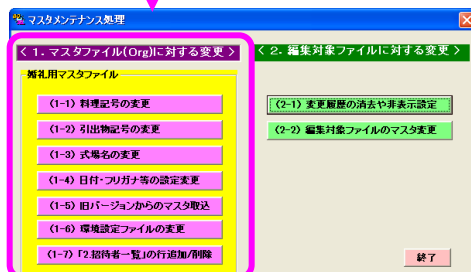 マスタメンテナンス処理
< 1. マスタファイル(Org)に対する変更 >
婚礼用マスタファイル
(1-1) 料理記号の変更
(1-2) 引出物記号の変更
(1-3) 式場名の変更
(1-4) 日付・フリガナ等の設定変更
(1-5) 旧バージョンからのマスタ取込
(1-6) 環境設定ファイルの変更
(1-7) 「2.招待者一覧」の行追加/削除
< 2. 編集対象ファイルに対する変更 >
(2-1) 変更履歴の消去や非表示設定
(2-2) 編集対象ファイルのマスタ変更
終了